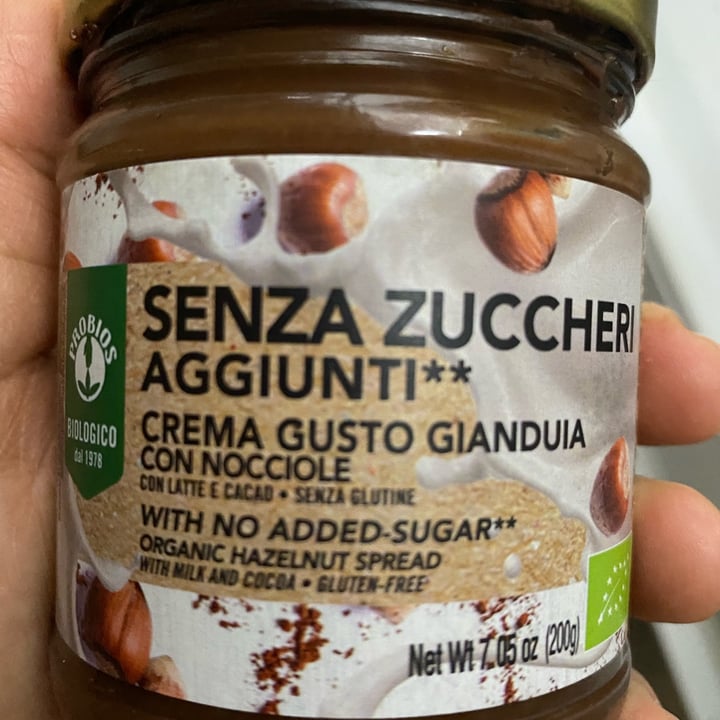 PROBIOS
BIOLOGICO
dal 1978
SENZA ZUCCHERI
AGGIUNTI**
CREMA GUSTO GIANDUIA
CON NOCCIOLE
CON LATTE E CACAO • SENZA GLUTINE
WITH NO ADDED-SUGAR**
ORGANIC HAZELNUT SPREAD
WITH MILK AND COCOA • GLUTEN-FREE
Net Wt 7.05 oz (200g)